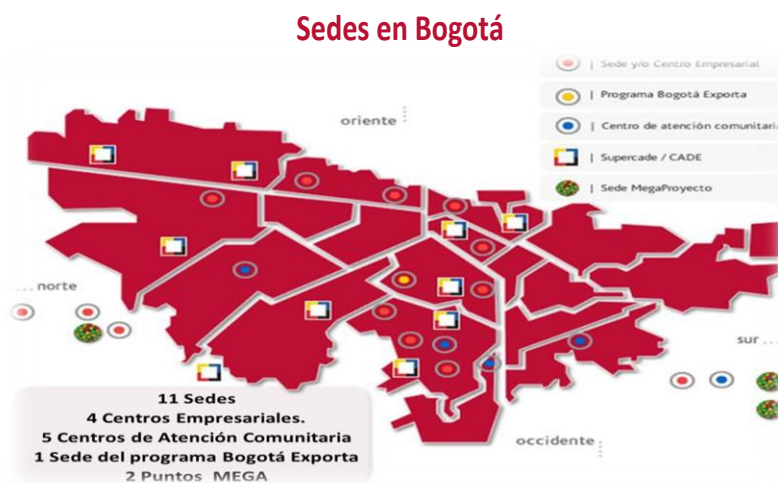 Sedes en Bogotá
| Sede y/o Centro Empresarial
| Programa Bogotá Exporta
| Centro de atención comunitaria
| Supercade / CADE
| Sede MegaProyecto
oriente
norte
sur
occidente
11 Sedes
4 Centros Empresariales.
5 Centros de Atención Comunitaria
1 Sede del programa Bogotá Exporta
2 Puntos MEGA